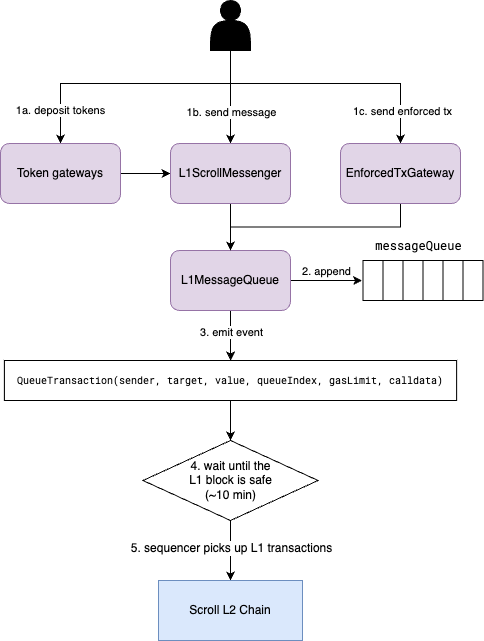 1a. deposit tokens
1b. send message
1c. send enforced tx
Token gateways
L1ScrollMessenger
EnforcedTxGateway
messageQueue
L1MessageQueue
2. append
3. emit event
QueueTransaction(sender, target, value, queueIndex, gasLimit, calldata)
4. wait until the
L1 block is safe
(~10 min)
5. sequencer picks up L1 transactions
Scroll L2 Chain